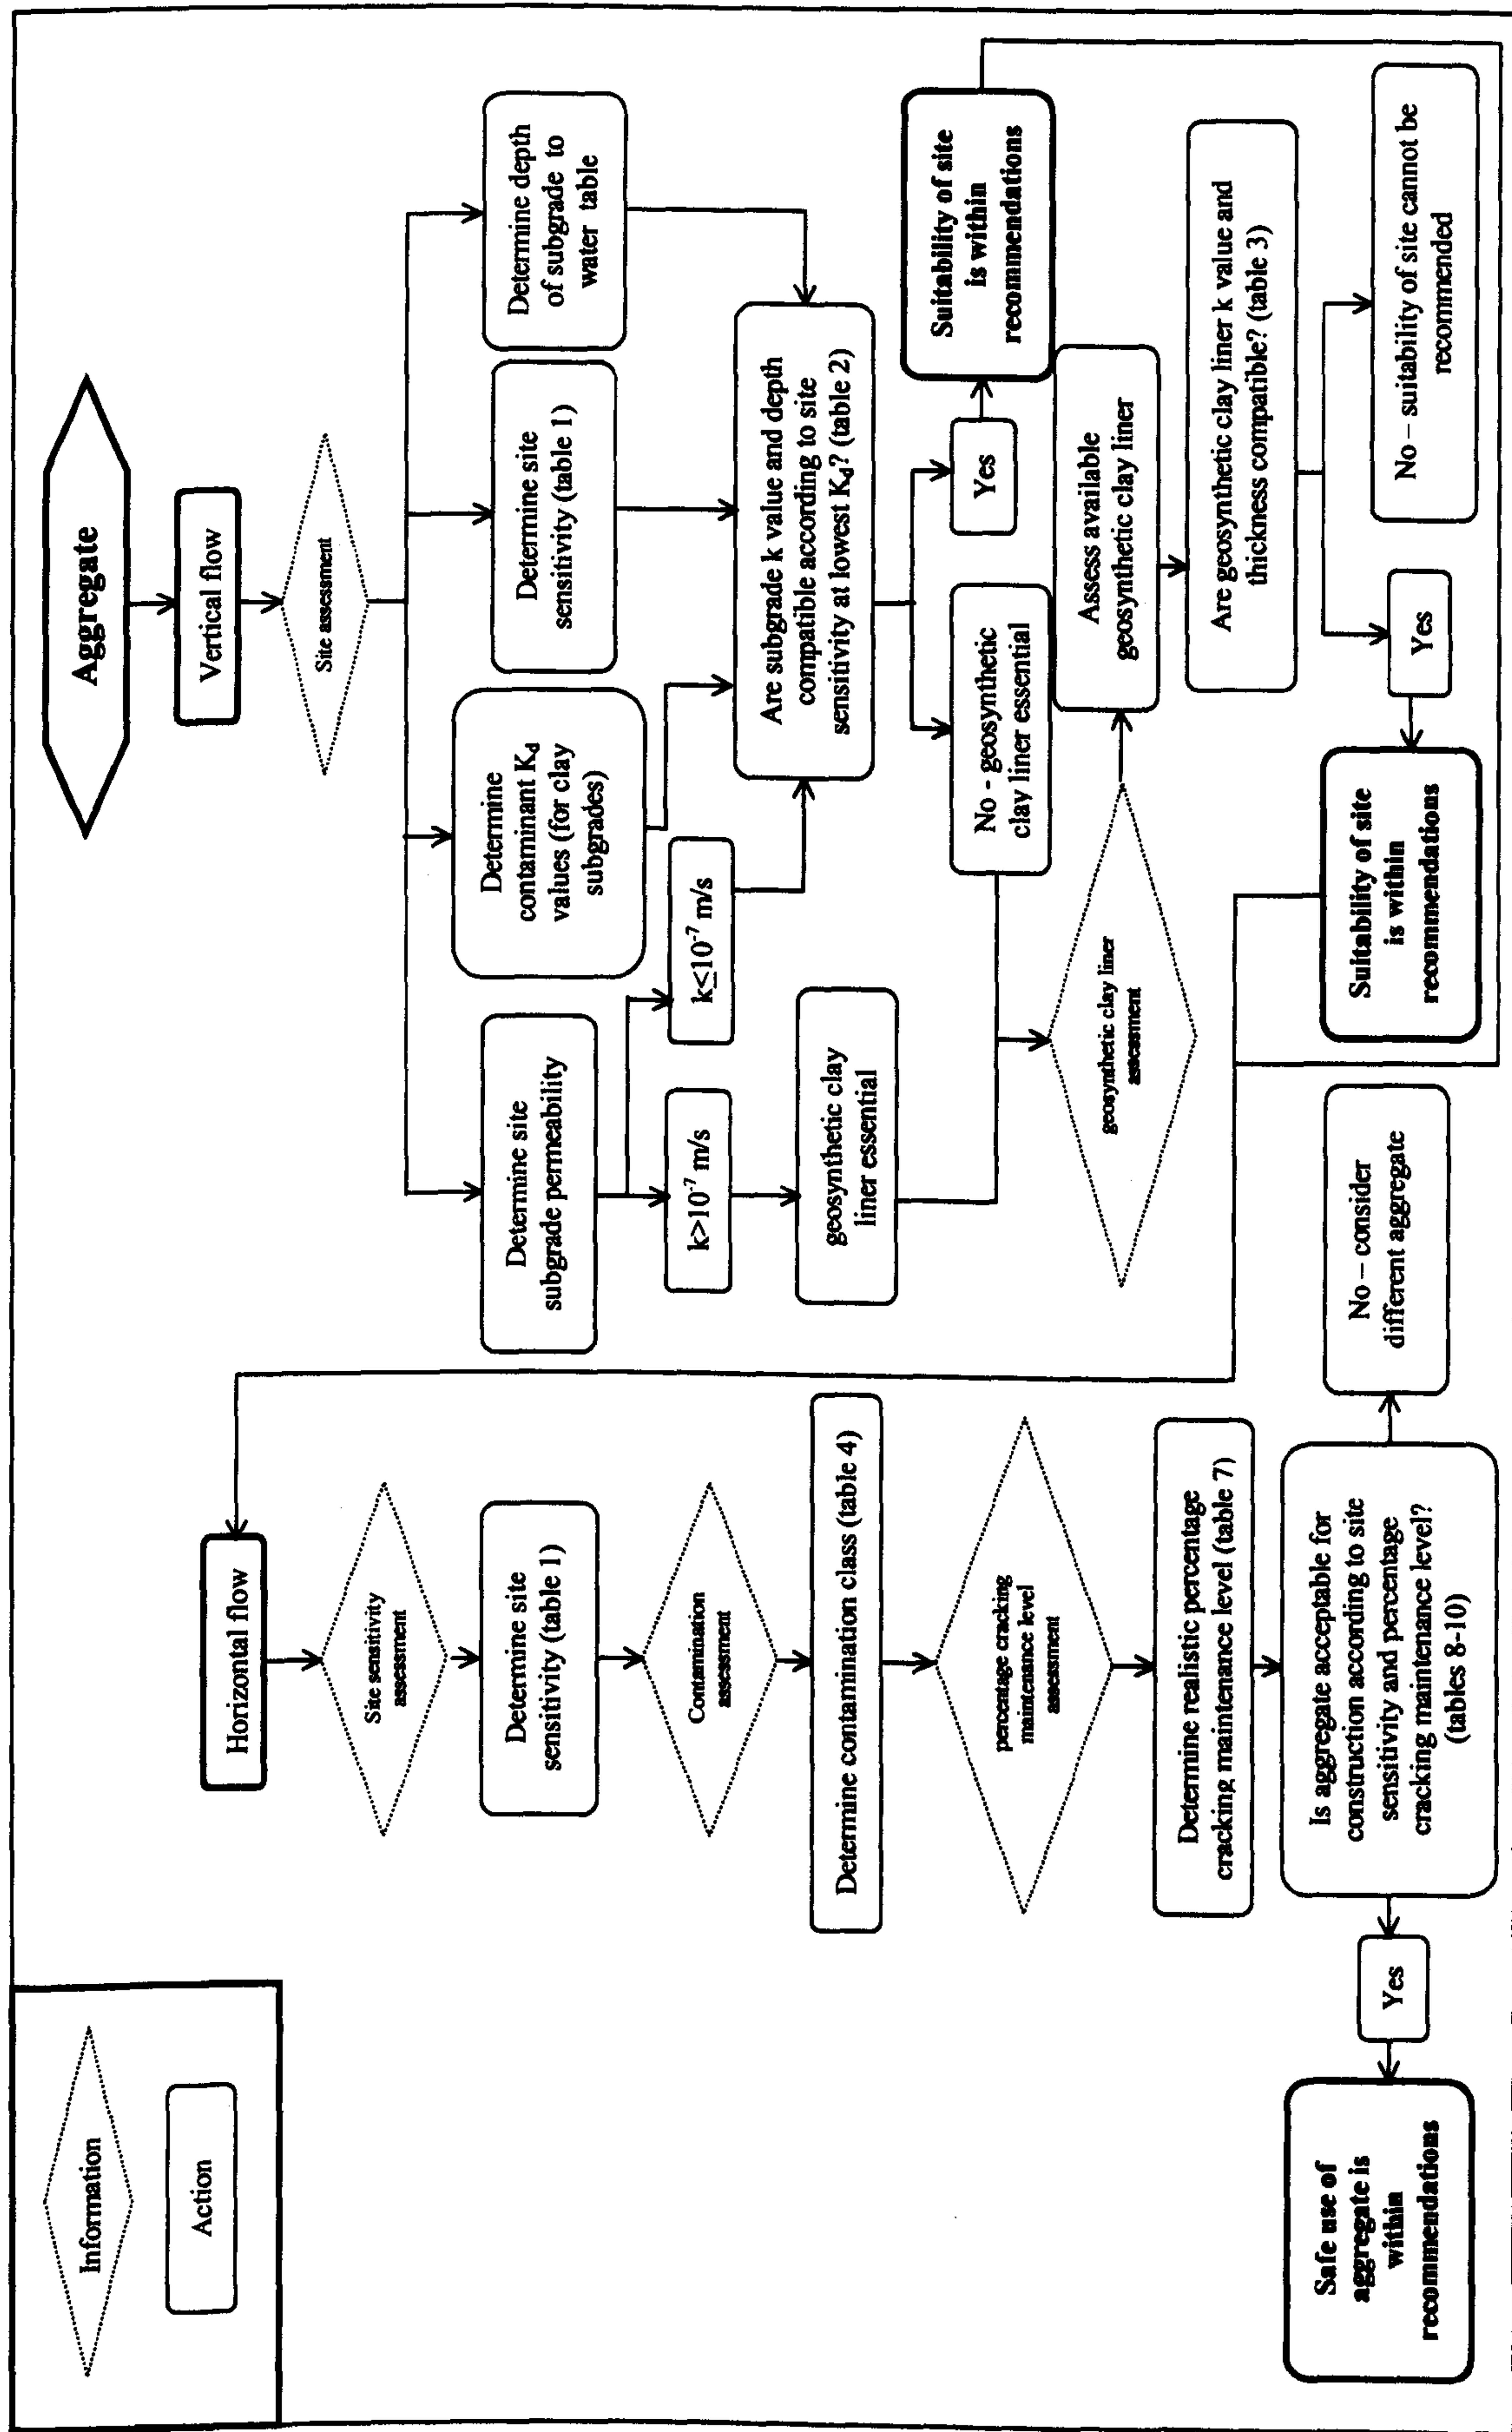 Information
Action
Aggregate
Vertical flow
Site assessment
Determine site
subgrade permeability
Determine
contaminant Kd
values (for clay
subgrades)
Determine site
sensitivity (table 1)
Determine depth
of subgrade to
water table
k>10-7 m/s
k≤10-7 m/s
geosynthetic clay
liner essential
Are subgrade k value and depth
compatible according to site
sensitivity at lowest Kd? (table 2)
No - geosynthetic
clay liner essential
Yes
Suitability of site
is within
recommendations
geosynthetic clay liner
assessment
Assess available
geosynthetic clay liner
Are geosynthetic clay liner k value and
thickness compatible? (table 3)
Yes
No – suitability of site cannot be
recommended
Suitability of site
is within
recommendations
Horizontal flow
Site sensitivity
assessment
Determine site
sensitivity (table 1)
Contamination
assessment
Determine contamination class (table 4)
percentage cracking
maintenance level
assessment
Determine realistic percentage
cracking maintenance level (table 7)
Is aggregate acceptable for
construction according to site
sensitivity and percentage
cracking maintenance level?
(tables 8-10)
No – consider
different aggregate
Yes
Safe use of
aggregate is
within
recommendations